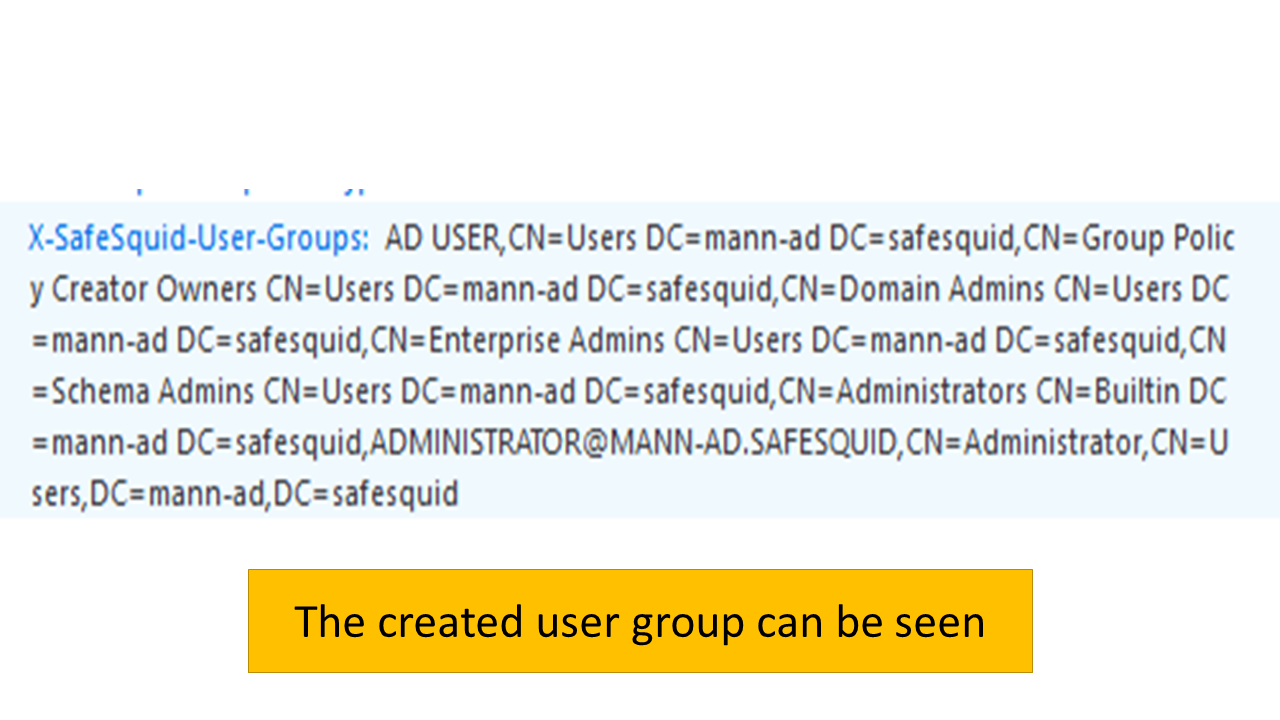 X-SafeSquid-User-Groups: AD USER,CN=Users DC=mann-ad DC=safesquid,CN=Group Polic
y Creator Owners CN=Users DC=mann-ad DC=safesquid,CN=Domain Admins CN=Users DC
=mann-ad DC=safesquid,CN=Enterprise Admins CN=Users DC=mann-ad DC=safesquid,CN
=Schema Admins CN=Users DC=mann-ad DC=safesquid,CN=Administrators CN=Builtin DC
=mann-ad DC=safesquid,ADMINISTRATOR@MANN-AD.SAFESQUID,CN=Administrator,CN=U
sers,DC=mann-ad,DC=safesquid
The created user group can be seen